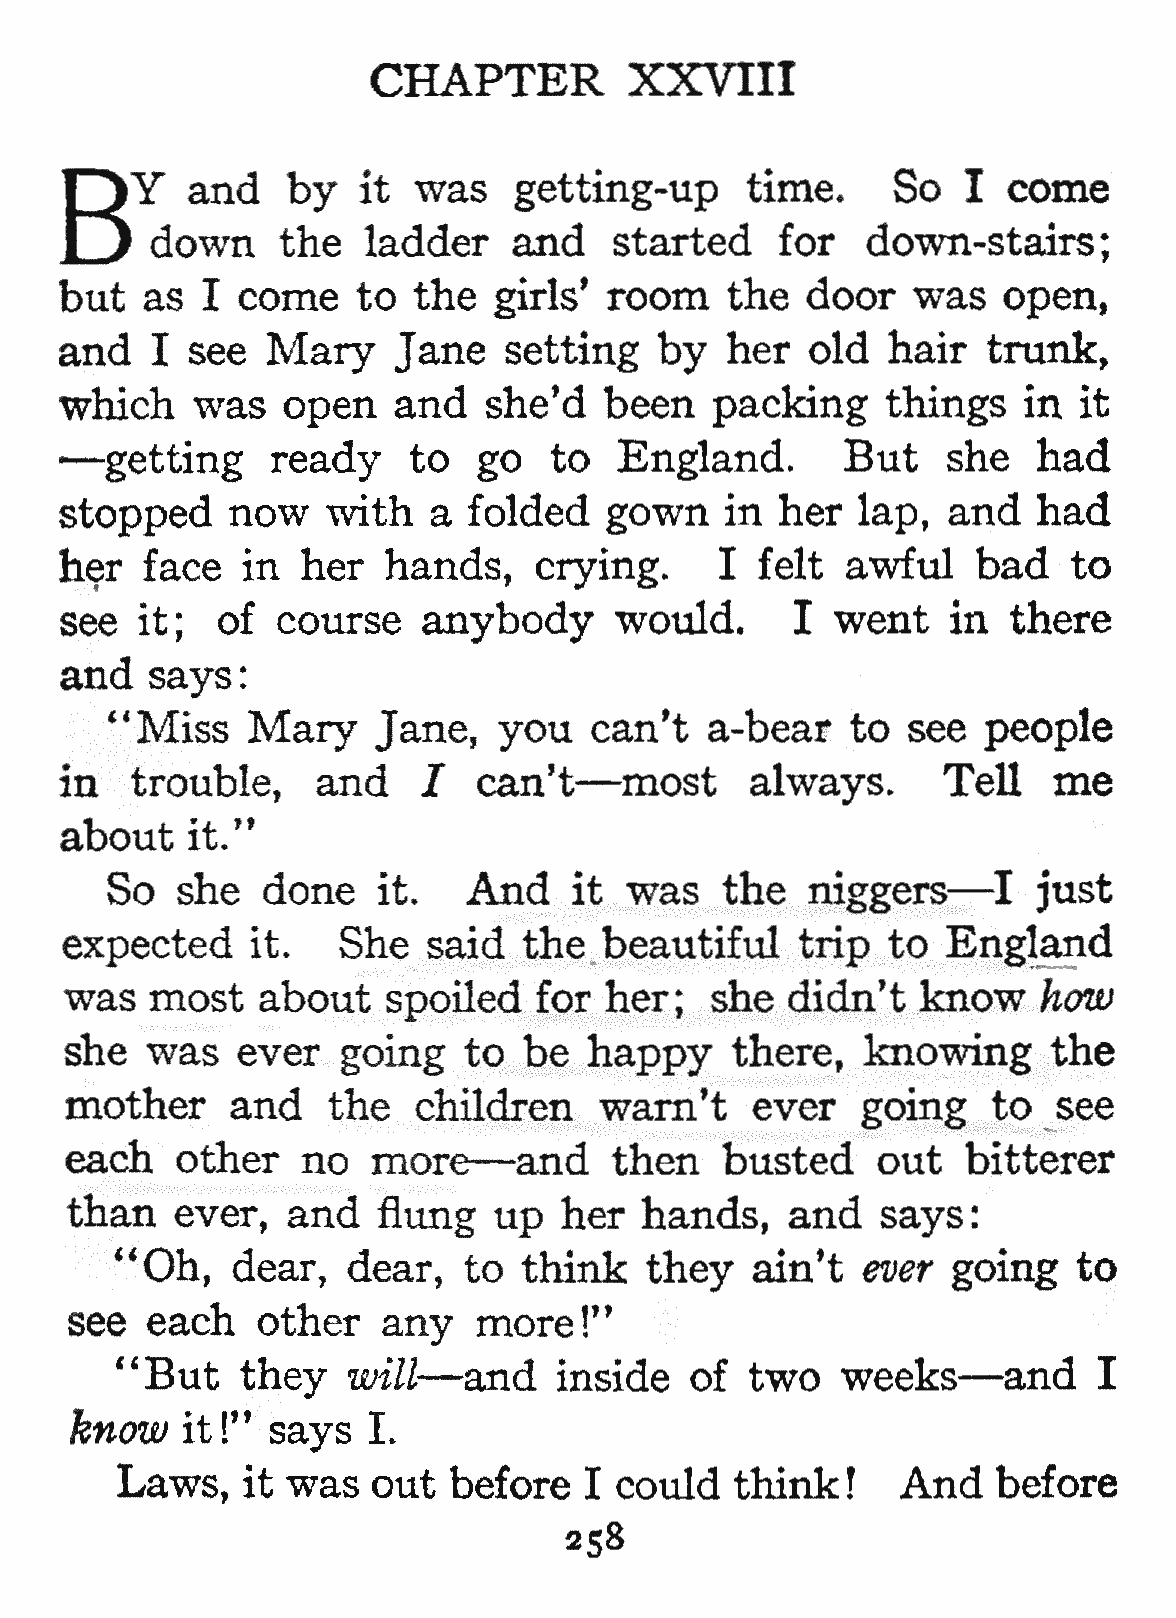 CHAPTER XXVIII
BY and by it was getting-up time. So I come
down the ladder and started for down-stairs;
but as I come to the girls' room the door was open,
and I see Mary Jane setting by her old hair trunk,
which was open and she'd been packing things in it
—getting ready to go to England. But she had
stopped now with a folded gown in her lap, and had
her face in her hands, crying. I felt awful bad to
see it; of course anybody would. I went in there
and says:
"Miss Mary Jane, you can't a-bear to see people
in trouble, and I can't—most always. Tell me
about it."
So she done it. And it was the niggers—I just
expected it. She said the beautiful trip to England
was most about spoiled for her; she didn't know how
she was ever going to be happy there, knowing the
mother and the children warn't ever going to see
each other no more—and then busted out bitterer
than ever, and flung up her hands, and says:
"Oh, dear, dear, to think they ain't ever going to
see each other any more!"
"But they will—and inside of two weeks—and I
know it!" says I.
Laws, it was out before I could think! And before
258